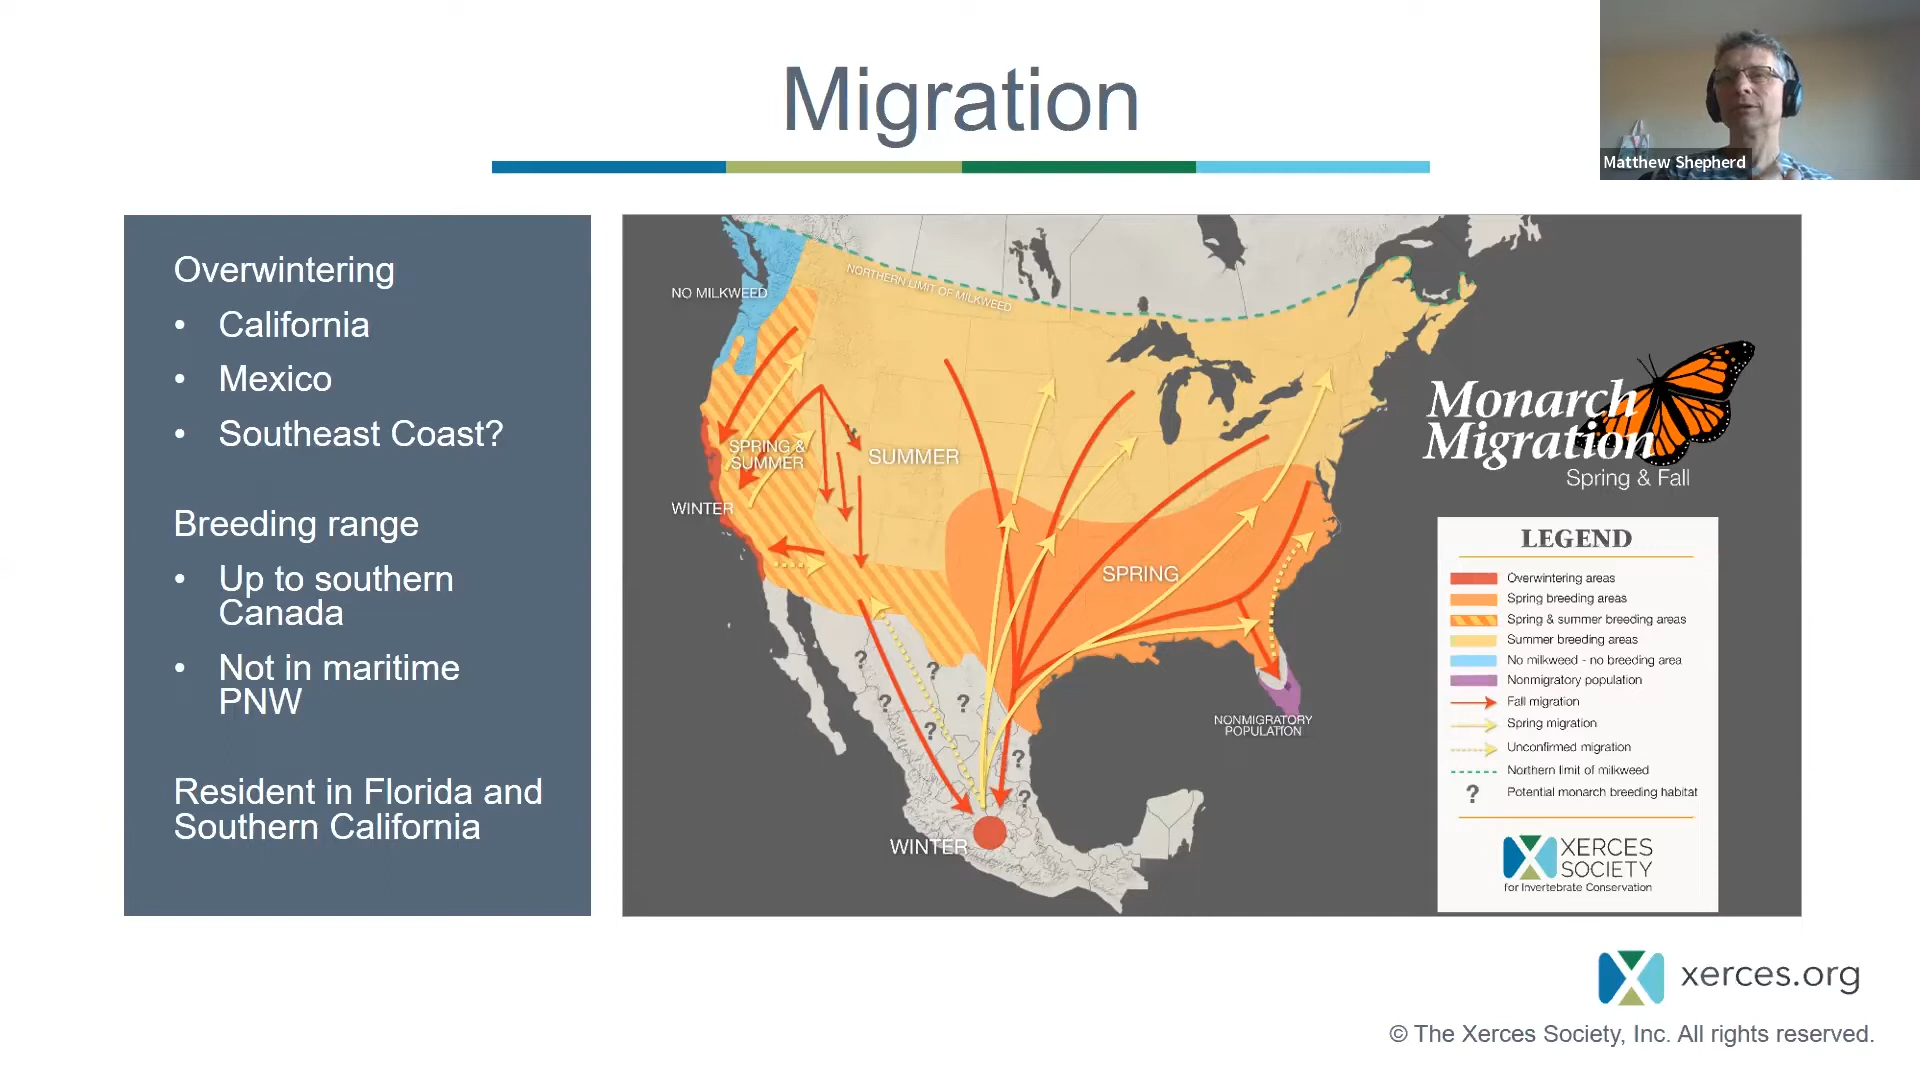 Migration
Matthew Shepherd
Overwintering
• California
• Mexico
• Southeast Coast?
Breeding range
• Up to southern
Canada
• Not in maritime
PNW
Resident in Florida and
Southern California
NO MILKWEED
NORTHERN LIMIT OF MILKWEED
SPRING &
SUMMER
SUMMER
WINTER
SPRING
NONMIGRATORY
POPULATION
WINTER
?
?
?
?
?
?
?
Monarch
Migration
Spring & Fall
LEGEND
Overwintering areas
Spring breeding areas
Spring & summer breeding areas
Summer breeding areas
No milkweed - no breeding area
Nonmigratory population
Fall migration
Spring migration
Unconfirmed migration
Northern limit of milkweed
? Potential monarch breeding habitat
XERCES
SOCIETY
for Invertebrate Conservation
xerces.org
© The Xerces Society, Inc. All rights reserved.